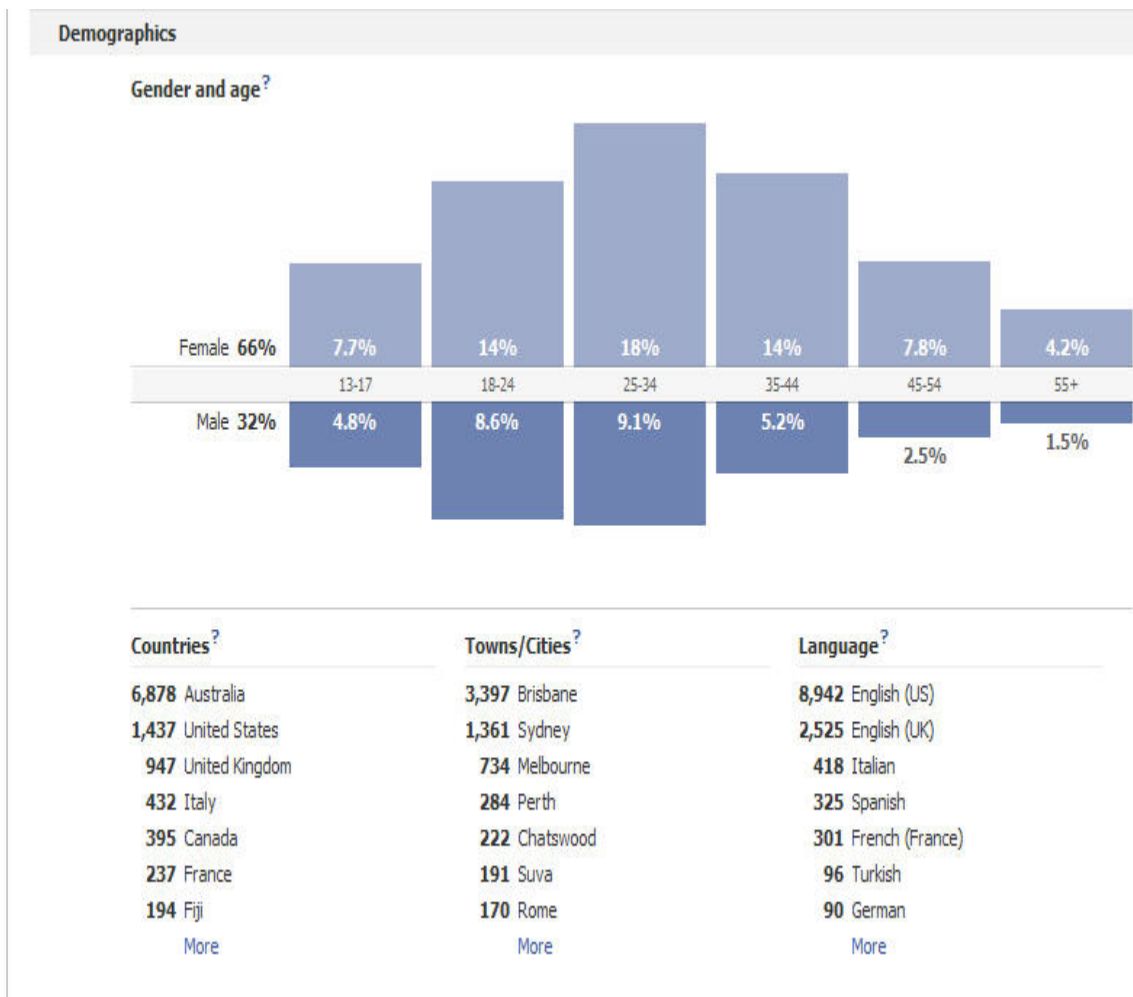 Demographics
Gender and age?
Female 66% 7.7% 14% 18% 14% 7.8% 4.2%
13-17 18-24 25-34 35-44 45-54 55+
Male 32% 4.8% 8.6% 9.1% 5.2% 2.5% 1.5%
Countries?
6,878 Australia
1,437 United States
947 United Kingdom
432 Italy
395 Canada
237 France
194 Fiji
More
Towns/Cities?
3,397 Brisbane
1,361 Sydney
734 Melbourne
284 Perth
222 Chatswood
191 Suva
170 Rome
More
Language?
8,942 English (US)
2,525 English (UK)
418 Italian
325 Spanish
301 French (France)
96 Turkish
90 German
More